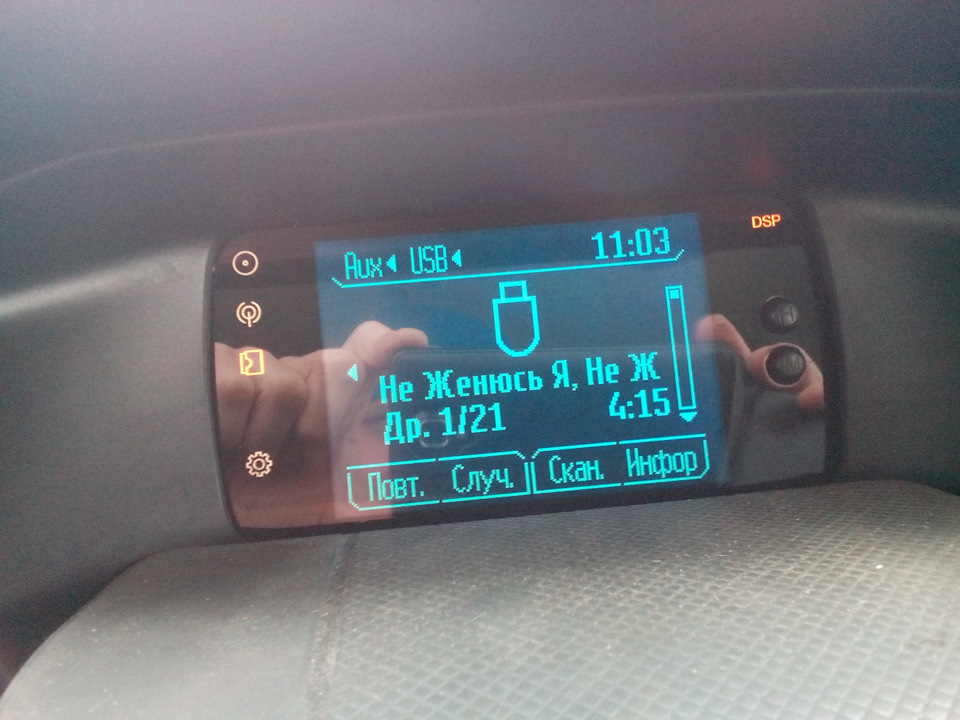 DSP
Aux USB 11:03
Не Женюсь Я, Не Ж
Др. 1/21 4:15
Повт. Случ. Скан. Инфор